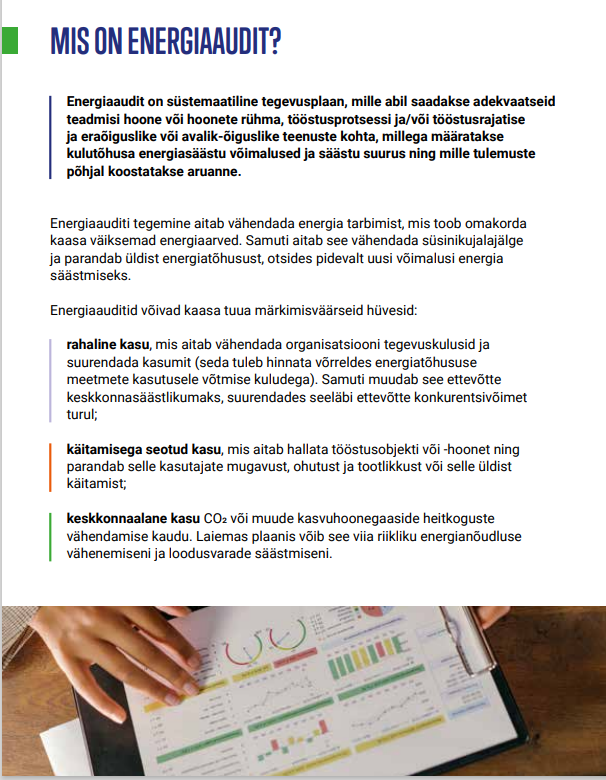 MIS ON ENERGIAAUDIT?
Energiaaudit on süstemaatiline tegevusplaan, mille abil saadakse adekvaatseid
teadmisi hoone või hoonete rühma, tööstusprotsessi ja/või tööstusrajatise
ja eraõiguslike või avalik-õiguslike teenuste kohta, millega määratakse
kulutõhusa energiasäästu võimalused ja säästu suurus ning mille tulemuste
põhjal koostatakse aruanne.
Energiaauditi tegemine aitab vähendada energia tarbimist, mis toob omakorda
kaasa väiksemad energiaarved. Samuti aitab see vähendada süsinikujalajälge
ja parandab üldist energiatõhusust, otsides pidevalt uusi võimalusi energia
säästmiseks.
Energiaauditid võivad kaasa tuua märkimisväärseid hüvesid:
rahaline kasu, mis aitab vähendada organisatsiooni tegevuskulusid ja
suurendada kasumit (seda tuleb hinnata võrreldes energiatõhususe
meetmete kasutusele võtmise kuludega). Samuti muudab see ettevõtte
keskkonnasäästlikumaks, suurendades seeläbi ettevõtte konkurentsivõimet
turul;
käitamisega seotud kasu, mis aitab hallata tööstusobjekti või -hoonet ning
parandab selle kasutajate mugavust, ohutust ja tootlikkust või selle üldist
käitamist;
keskkonnaalane kasu CO₂ või muude kasvuhoonegaaside heitkoguste
vähendamise kaudu. Laiemas plaanis võib see viia riikliku energianõudluse
vähenemiseni ja loodusvarade säästmiseni.